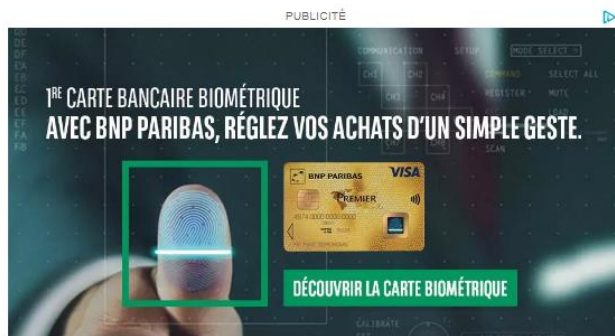 PUBLICITÉ
COMMUNICATION SETUP MODE SELECT
CH1 CH2 COMMAND SELECT ALL
1RE CARTE BANCAIRE BIOMÉTRIQUE
CH3 CH4 REGISTER MUTE
AVEC BNP PARIBAS, RÉGLEZ VOS ACHATS D'UN SIMPLE GESTE.
SCAN
BNP PARIBAS VISA
PREMIER
DÉCOUVRIR LA CARTE BIOMÉTRIQUE
CALIBRATE